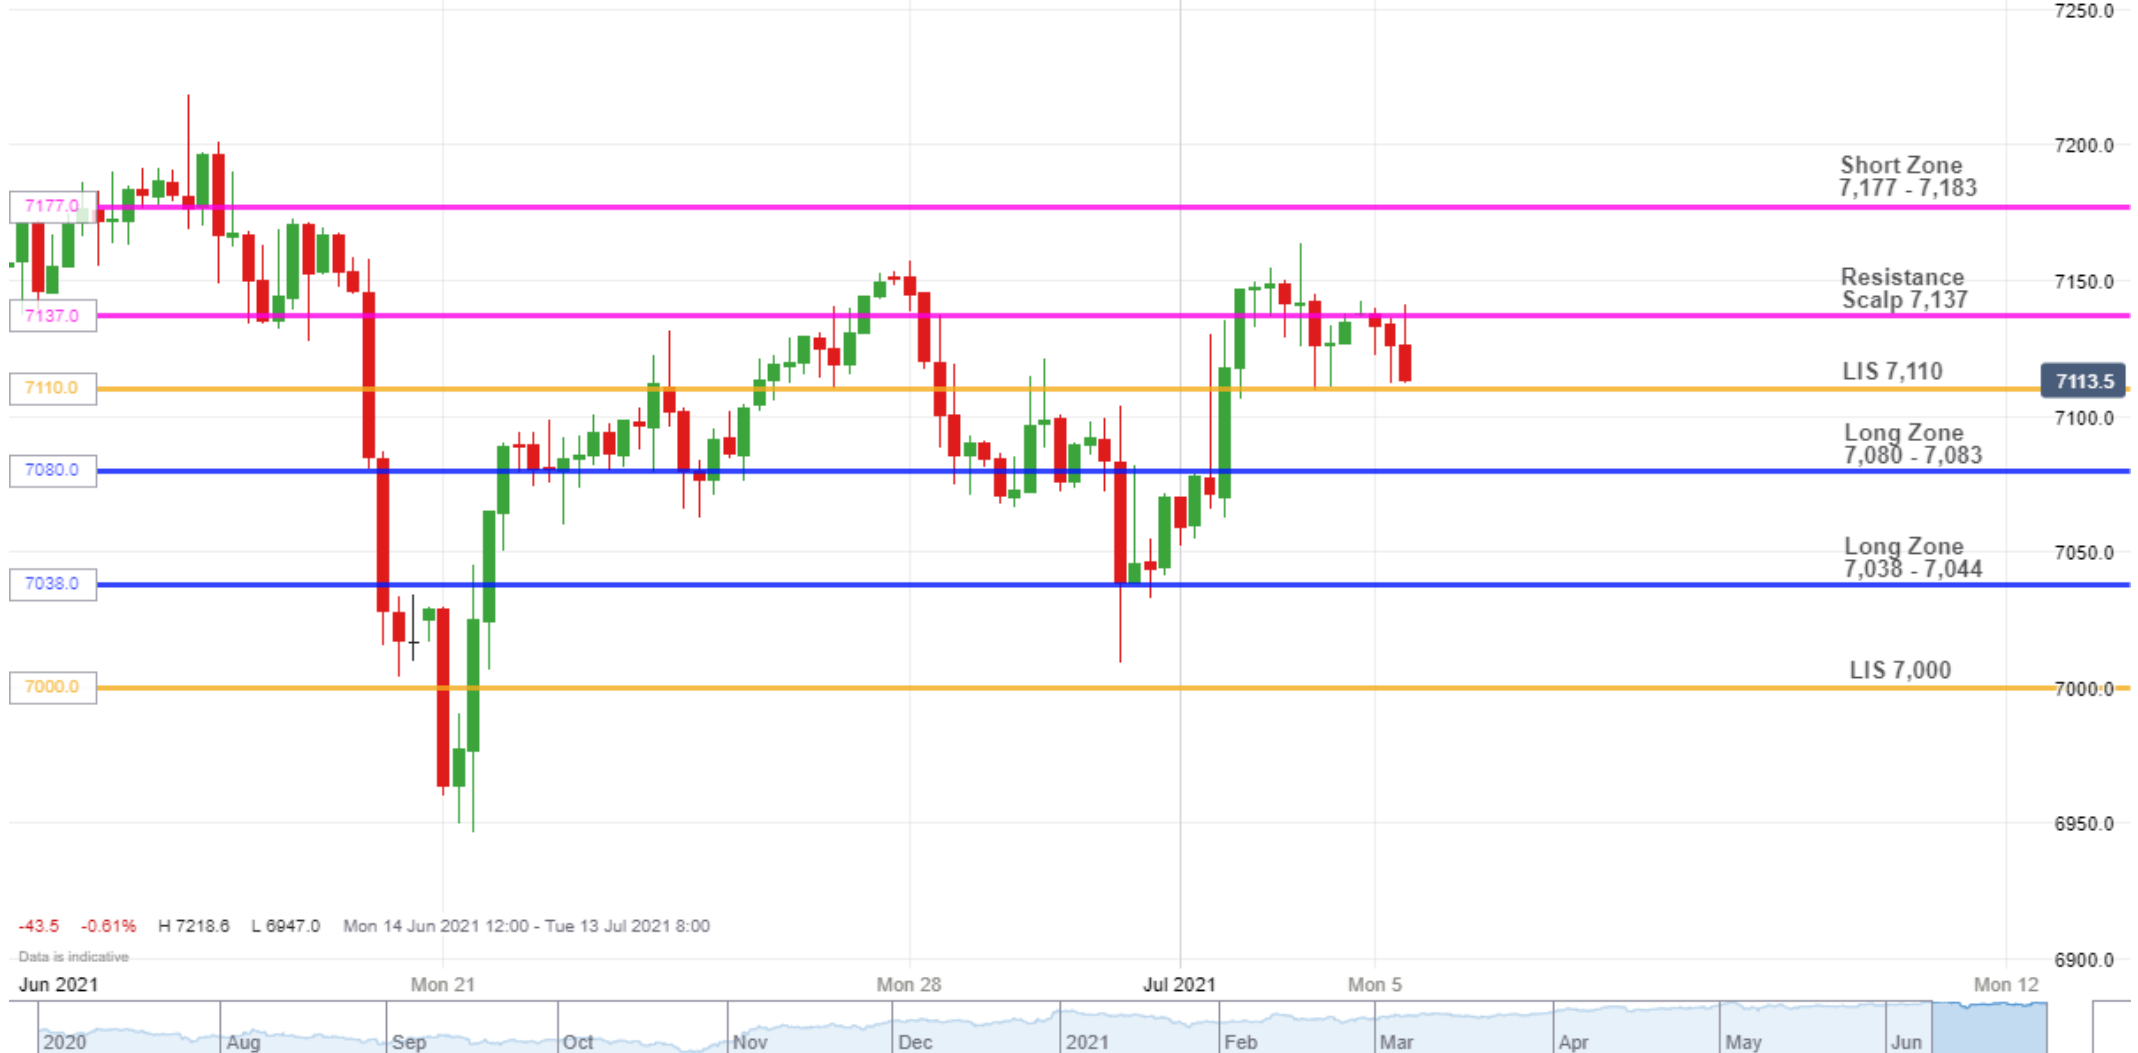 7250.0
7200.0
Short Zone
7,177 - 7,183
7177.0
7150.0
Resistance
Scalp 7,137
7137.0
LIS 7,110
7113.5
7110.0
7100.0
Long Zone
7,080 - 7,083
7080.0
7050.0
Long Zone
7,038 - 7,044
7038.0
LIS 7,000
7000.0
7000.0
6950.0
-43.5 -0.61% H 7218.6 L 6947.0 Mon 14 Jun 2021 12:00 - Tue 13 Jul 2021 8:00
Data is indicative
6900.0
Jun 2021 Mon 21 Mon 28 Jul 2021 Mon 5 Mon 12
2020 Aug Sep Oct Nov Dec 2021 Feb Mar Apr May Jun